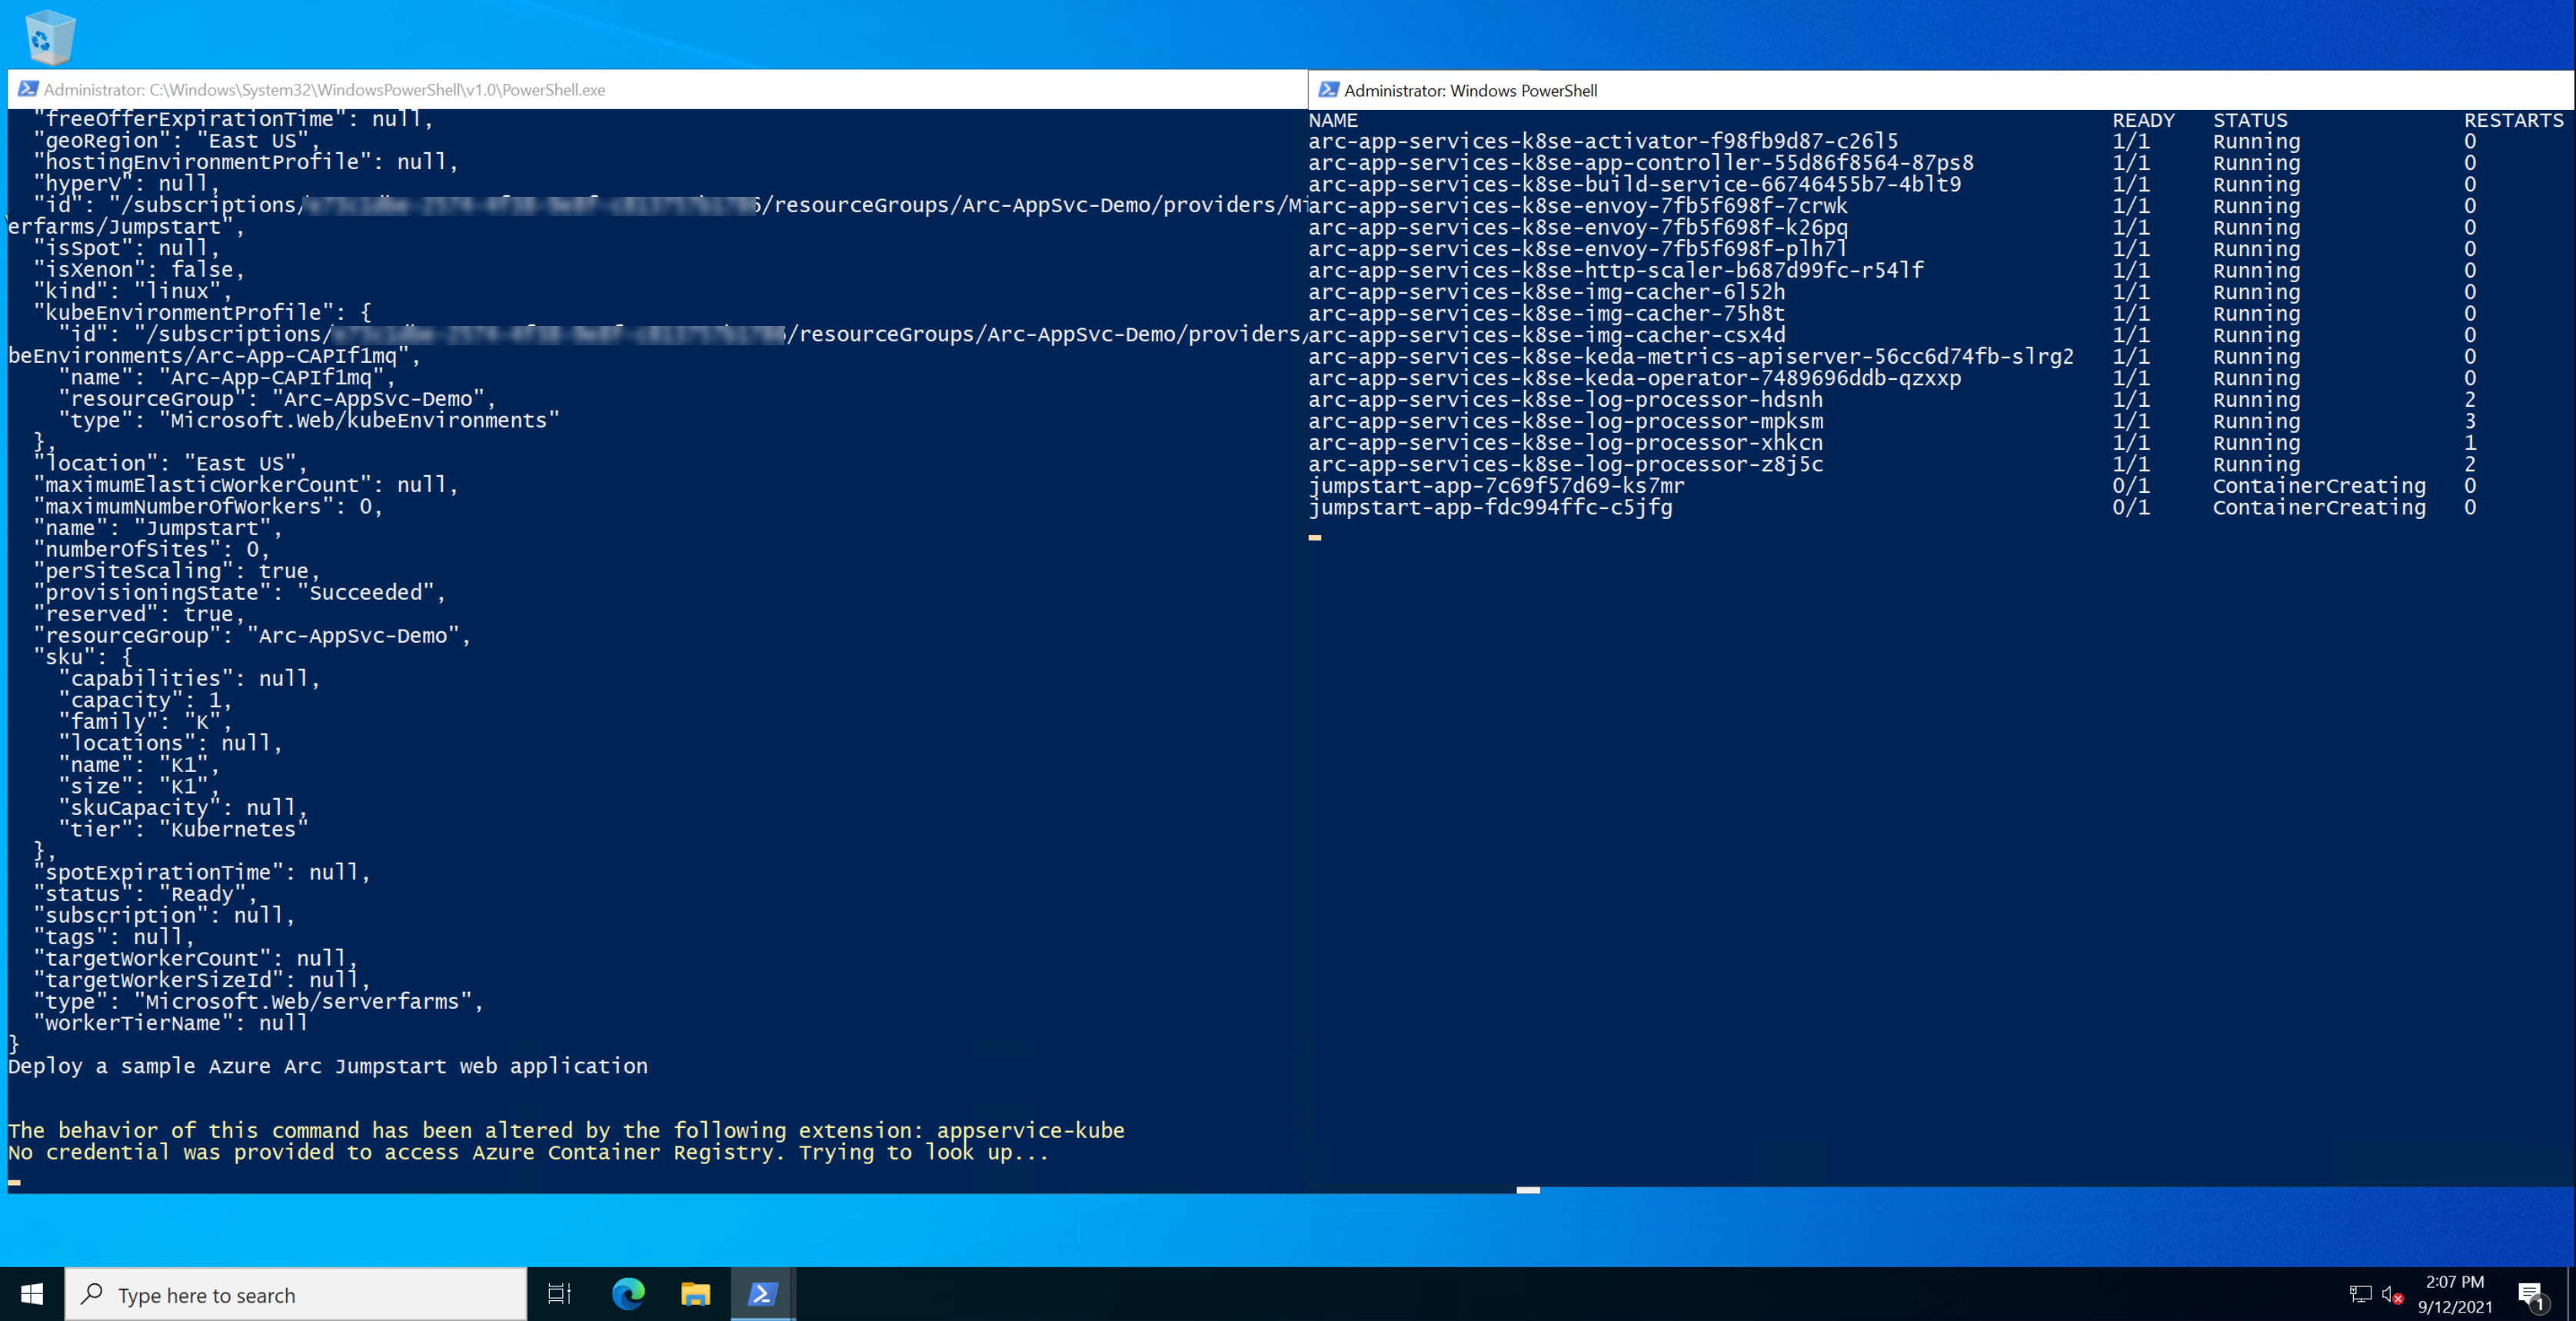 Administrator: C:\Windows\System32\WindowsPowerShell\v1.0\PowerShell.exe
"freeOfferExpirationTime": null,
"geoRegion": "East US",
"hostingEnvironmentProfile": null,
"hyperV": null,
"id": "/subscriptions/ 6/resourceGroups/Arc-AppSvc-Demo/providers/Mi
erfarms/Jumpstart",
"isSpot": null,
"isXenon": false,
"kind": "linux",
"kubeEnvironmentProfile": {
"id": "/subscriptions/ /resourceGroups/Arc-AppSvc-Demo/providers/
beEnvironments/Arc-App-CAPIf1mq",
"name": "Arc-App-CAPIf1mq",
"resourceGroup": "Arc-AppSvc-Demo",
"type": "Microsoft.Web/kubeEnvironments"
},
"location": "East US",
"maximumElasticWorkerCount": null,
"maximumNumberOfWorkers": 0,
"name": "Jumpstart",
"numberOfSites": 0,
"perSiteScaling": true,
"provisioningState": "Succeeded",
"reserved": true,
"resourceGroup": "Arc-AppSvc-Demo",
"sku": {
"capabilities": null,
"capacity": 1,
"family": "K",
"locations": null,
"name": "K1",
"size": "K1",
"skuCapacity": null,
"tier": "Kubernetes"
},
"spotExpirationTime": null,
"status": "Ready",
"subscription": null,
"tags": null,
"targetWorkerCount": null,
"targetWorkerSizeId": null,
"type": "Microsoft.Web/serverfarms",
"workerTierName": null
}
Deploy a sample Azure Arc Jumpstart web application
The behavior of this command has been altered by the following extension: appservice-kube
No credential was provided to access Azure Container Registry. Trying to look up...
Administrator: Windows PowerShell
NAME READY STATUS RESTARTS
arc-app-services-k8se-activator-f98fb9d87-c26l5 1/1 Running 0
arc-app-services-k8se-app-controller-55d86f8564-87ps8 1/1 Running 0
arc-app-services-k8se-build-service-66746455b7-4blt9 1/1 Running 0
arc-app-services-k8se-envoy-7fb5f698f-7crwk 1/1 Running 0
arc-app-services-k8se-envoy-7fb5f698f-k26pq 1/1 Running 0
arc-app-services-k8se-envoy-7fb5f698f-plh7l 1/1 Running 0
arc-app-services-k8se-http-scaler-b687d99fc-r54lf 1/1 Running 0
arc-app-services-k8se-img-cacher-6l52h 1/1 Running 0
arc-app-services-k8se-img-cacher-75h8t 1/1 Running 0
arc-app-services-k8se-img-cacher-csx4d 1/1 Running 0
arc-app-services-k8se-keda-metrics-apiserver-56cc6d74fb-slrg2 1/1 Running 0
arc-app-services-k8se-keda-operator-7489696ddb-qzxxp 1/1 Running 0
arc-app-services-k8se-log-processor-hdsnh 1/1 Running 2
arc-app-services-k8se-log-processor-mpksm 1/1 Running 3
arc-app-services-k8se-log-processor-xhkcn 1/1 Running 1
arc-app-services-k8se-log-processor-z8j5c 1/1 Running 2
jumpstart-app-7c69f57d69-ks7mr 0/1 ContainerCreating 0
jumpstart-app-fdc994ffc-c5jfg 0/1 ContainerCreating 0
Type here to search
2:07 PM
9/12/2021
1